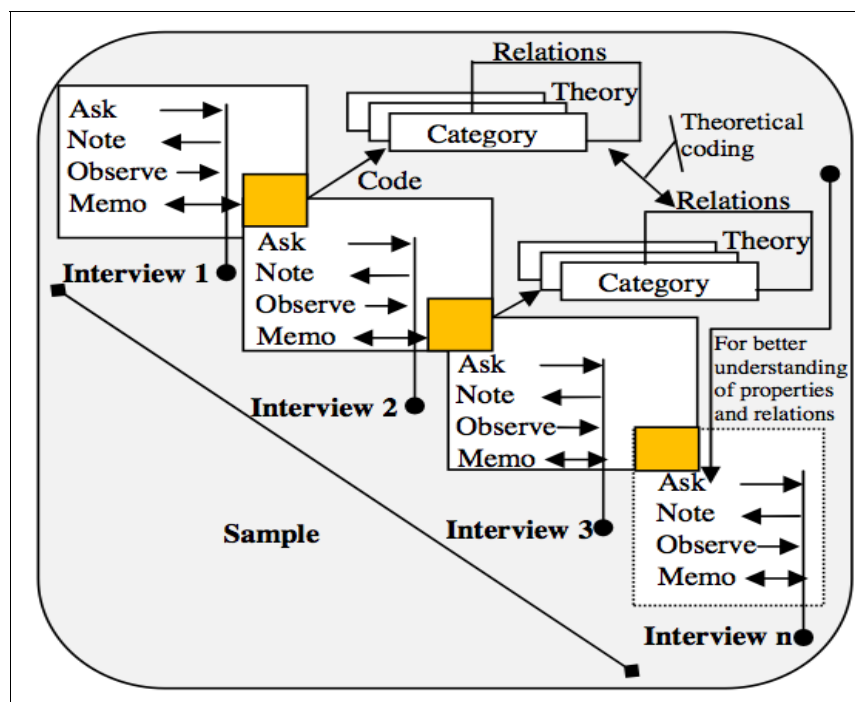 Relations
Theory
Category
Ask
Note
Observe
Memo
Code
Theoretical
coding
Interview 1
Relations
Theory
Category
Ask
Note
Observe
Memo
Interview 2
For better
understanding
of properties
and relations
Ask
Note
Observe
Memo
Interview 3
Sample
Ask
Note
Observe
Memo
Interview n